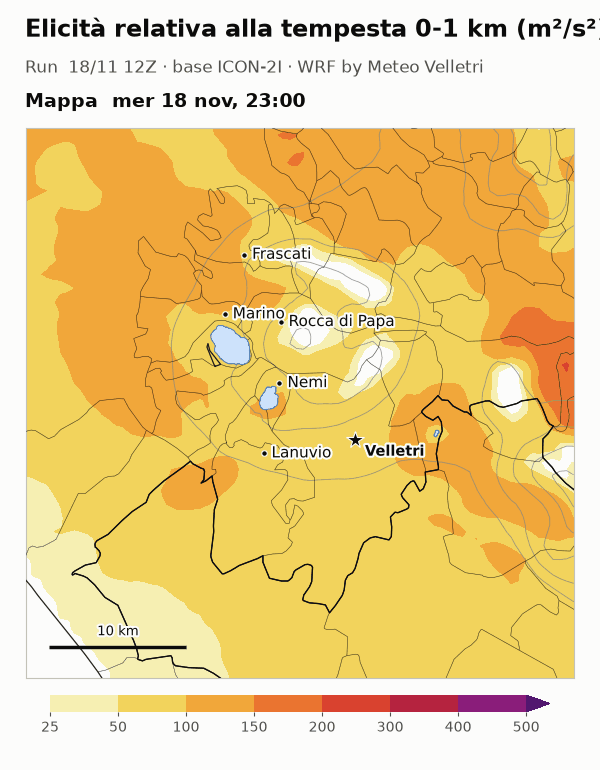 Elicità relativa alla tempesta 0-1 km (m²/s²)
Run 18/11 12Z · base ICON-2I · WRF by Meteo Velletri
Mappa mer 18 nov, 23:00
Frascati
Marino
Rocca di Papa
Nemi
Velletri
Lanuvio
10 km
25 50 100 150 200 300 400 500